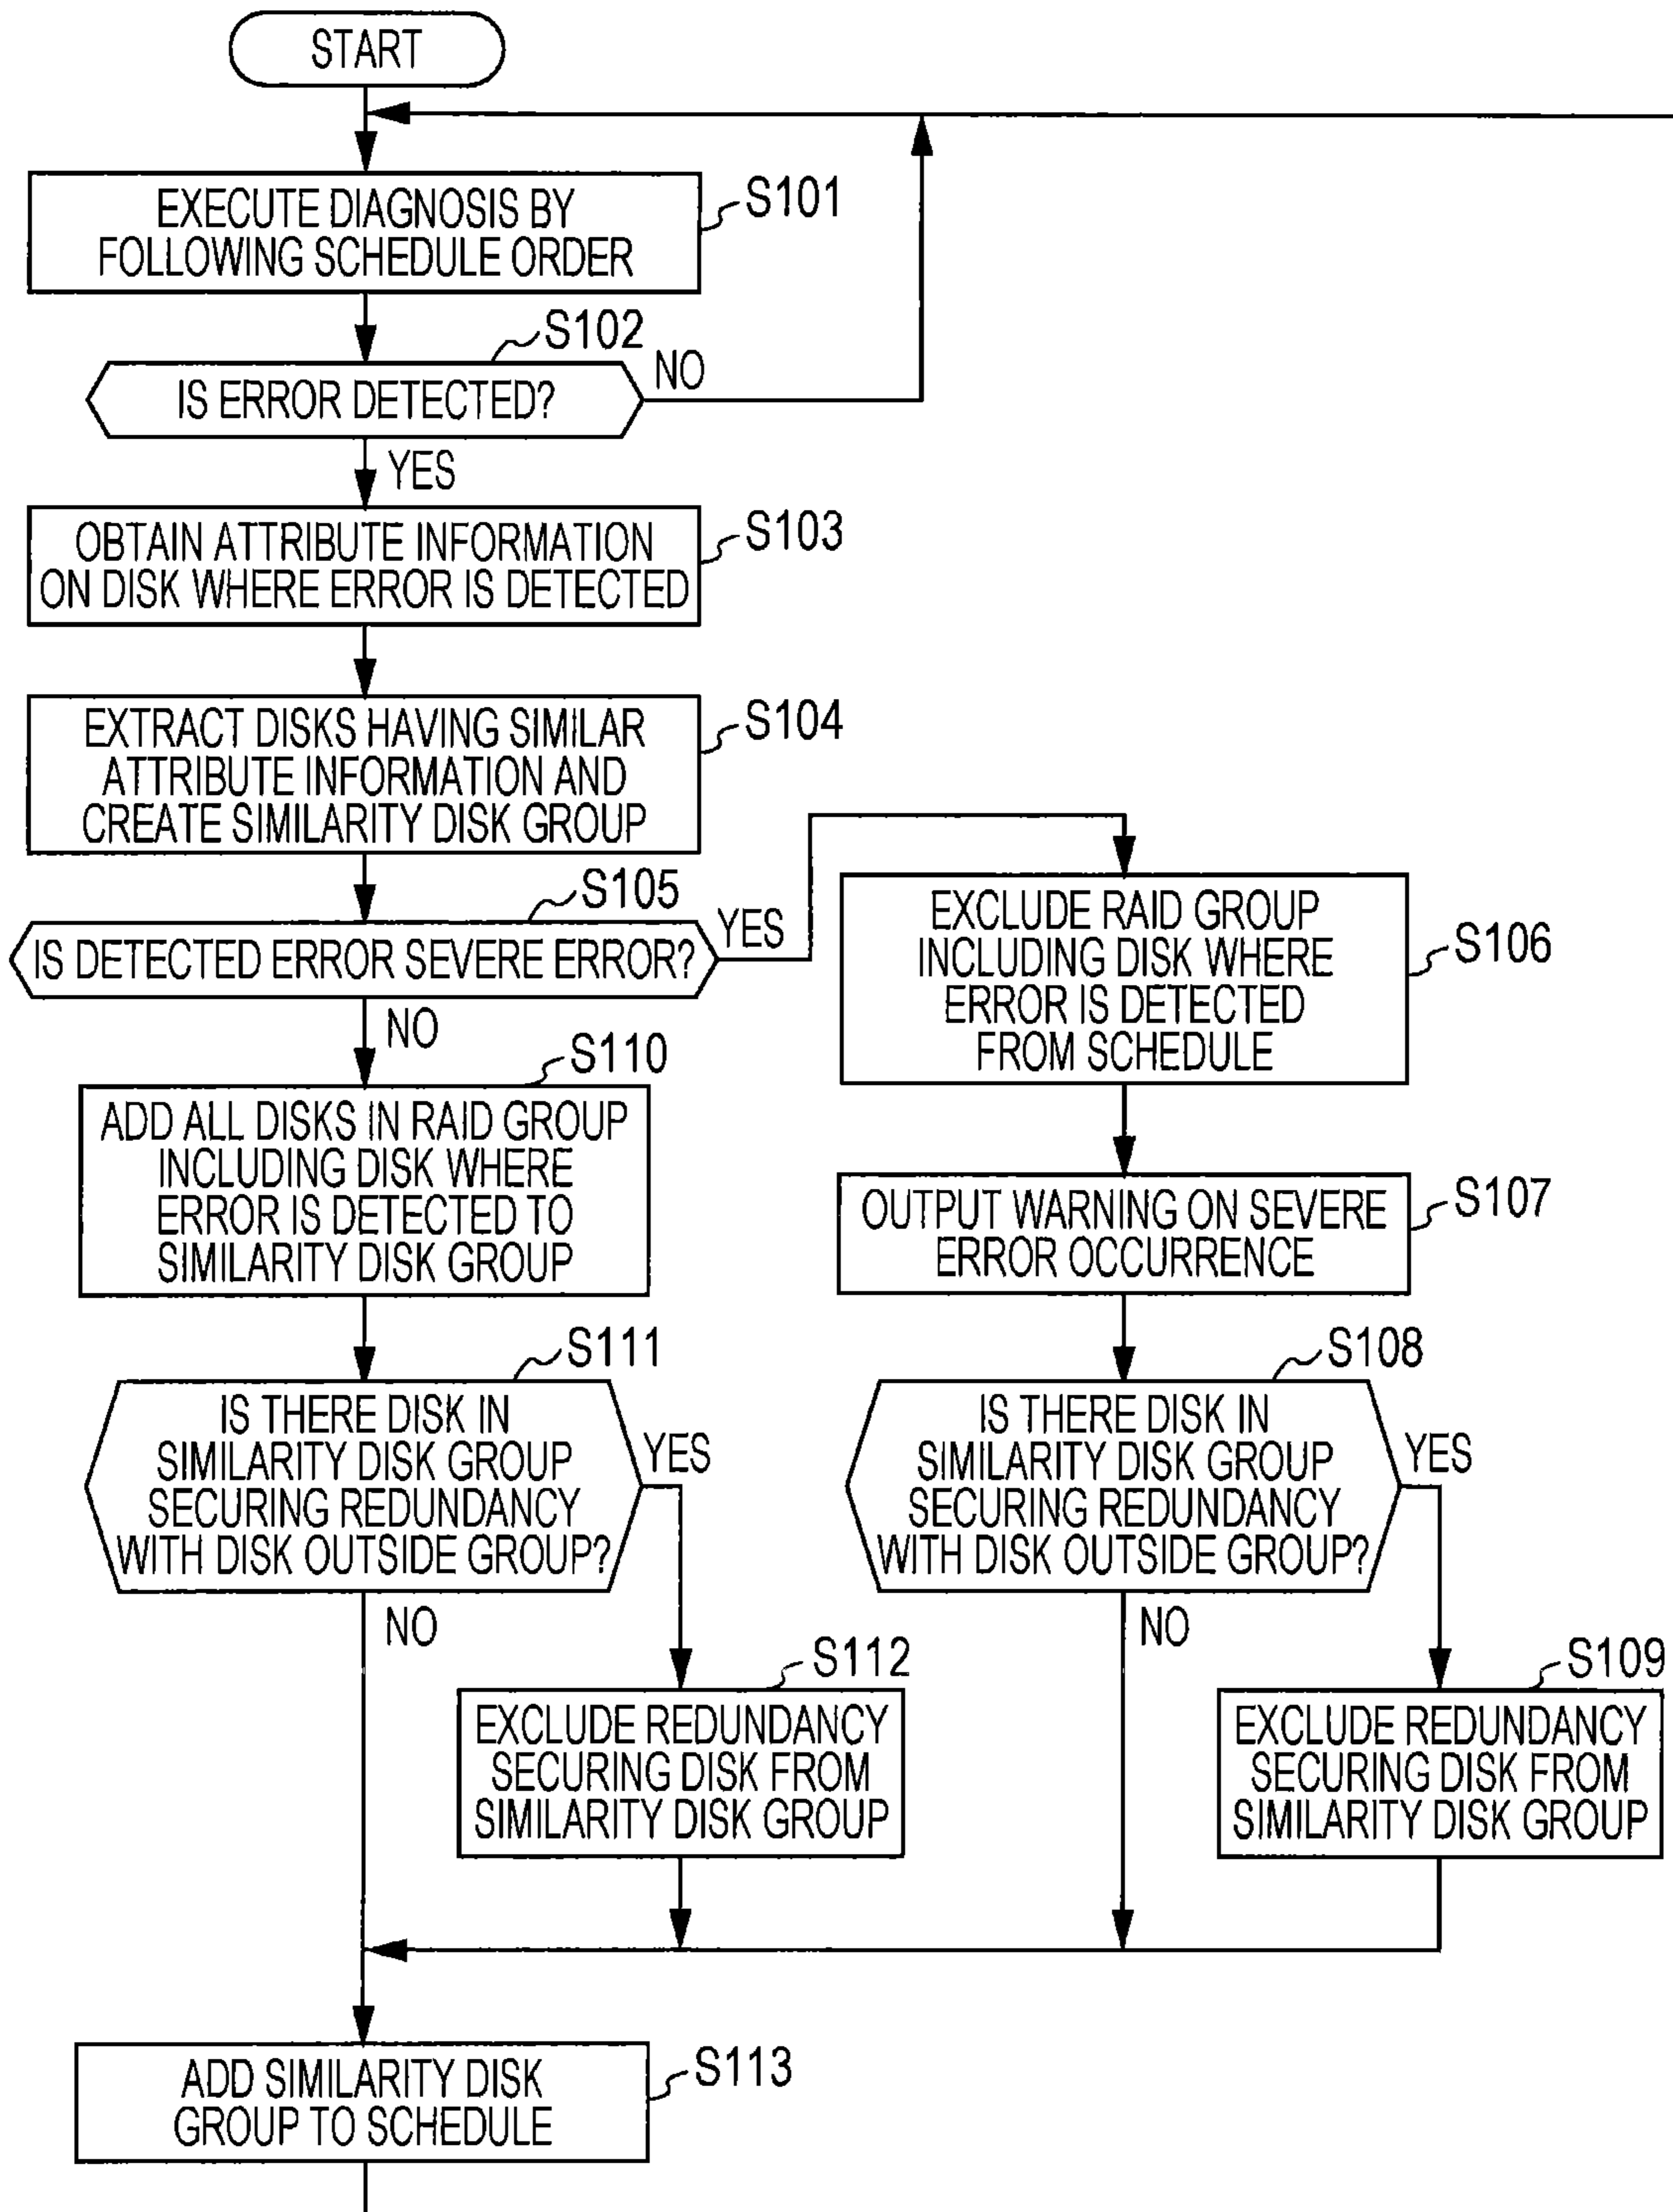 START
EXECUTE DIAGNOSIS BY
FOLLOWING SCHEDULE ORDER
S101
S102
IS ERROR DETECTED?
NO
YES
OBTAIN ATTRIBUTE INFORMATION
ON DISK WHERE ERROR IS DETECTED
S103
EXTRACT DISKS HAVING SIMILAR
ATTRIBUTE INFORMATION AND
CREATE SIMILARITY DISK GROUP
S104
S105
IS DETECTED ERROR SEVERE ERROR?
YES
NO
EXCLUDE RAID GROUP
INCLUDING DISK WHERE
ERROR IS DETECTED
FROM SCHEDULE
S106
S110
ADD ALL DISKS IN RAID GROUP
INCLUDING DISK WHERE
ERROR IS DETECTED TO
SIMILARITY DISK GROUP
OUTPUT WARNING ON SEVERE
ERROR OCCURRENCE
S107
S111
IS THERE DISK IN
SIMILARITY DISK GROUP
SECURING REDUNDANCY
WITH DISK OUTSIDE GROUP?
YES
NO
S108
IS THERE DISK IN
SIMILARITY DISK GROUP
SECURING REDUNDANCY
WITH DISK OUTSIDE GROUP?
YES
NO
S112
EXCLUDE REDUNDANCY
SECURING DISK FROM
SIMILARITY DISK GROUP
S109
EXCLUDE REDUNDANCY
SECURING DISK FROM
SIMILARITY DISK GROUP
ADD SIMILARITY DISK
GROUP TO SCHEDULE
S113